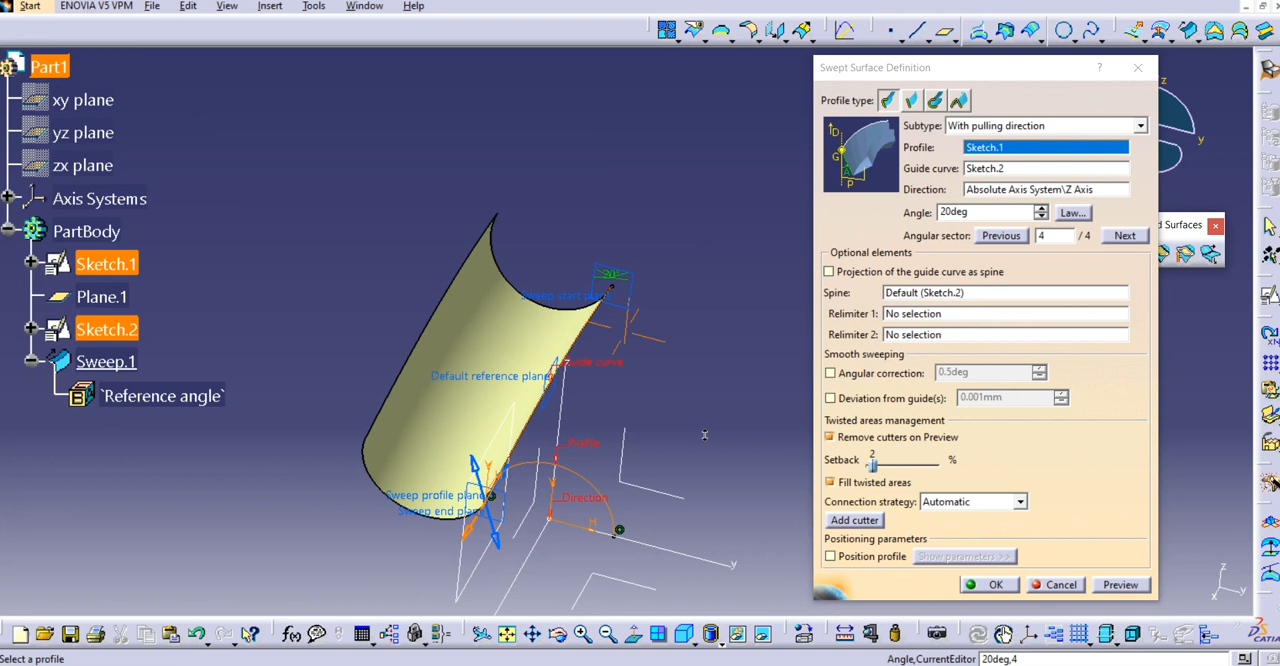 Start ENOVIA V5 VPM File Edit View Insert Tools Window Help
Part1
xy plane
yz plane
zx plane
Axis Systems
PartBody
Sketch.1
Plane.1
Sketch.2
Sweep.1
`Reference angle`
20°
Sweep start plane
Guide curve
Default reference plane
Profile
Sweep profile plane
Sweep end plane
Direction
V
H
y
z
z
y
x
z
y
Swept Surface Definition
?
Profile type:
Subtype: With pulling direction
Profile: Sketch.1
Guide curve: Sketch.2
Direction: Absolute Axis System\Z Axis
Angle: 20deg Law...
Angular sector: Previous 4 / 4 Next
Optional elements
Projection of the guide curve as spine
Spine: Default (Sketch.2)
Relimiter 1: No selection
Relimiter 2: No selection
Smooth sweeping
Angular correction: 0.5deg
Deviation from guide(s): 0.001mm
Twisted areas management
Remove cutters on Preview
Setback 2 %
Fill twisted areas
Connection strategy: Automatic
Add cutter
Positioning parameters
Position profile Show parameters >>
OK Cancel Preview
d Surfaces
f(x)
CATIA
Select a profile
Angle,CurrentEditor 20deg,4